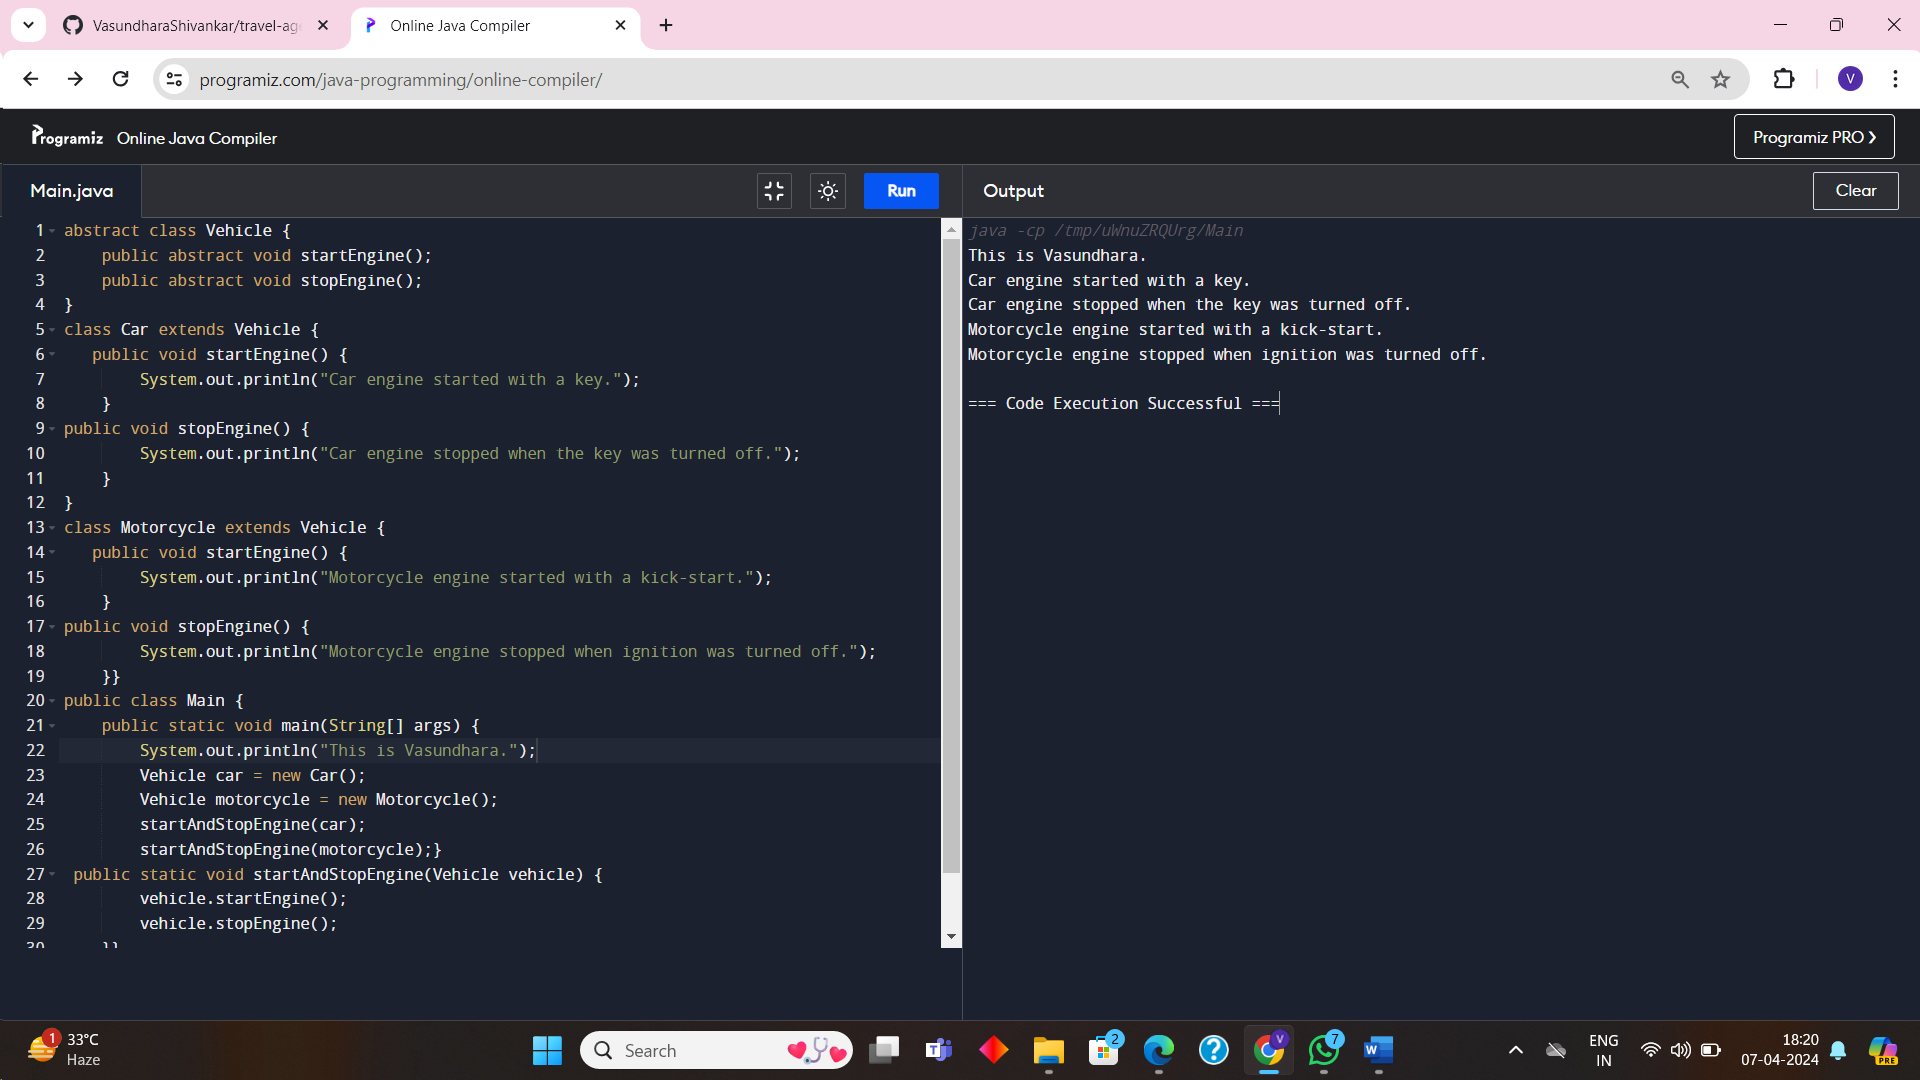 VasundharaShivankar/travel-age
Online Java Compiler
programiz.com/java-programming/online-compiler/
V
Programiz Online Java Compiler
Programiz PRO
Main.java
Run
Output
Clear
1 abstract class Vehicle {
2     public abstract void startEngine();
3     public abstract void stopEngine();
4 }
5 class Car extends Vehicle {
6    public void startEngine() {
7         System.out.println("Car engine started with a key.");
8     }
9 public void stopEngine() {
10         System.out.println("Car engine stopped when the key was turned off.");
11     }
12 }
13 class Motorcycle extends Vehicle {
14    public void startEngine() {
15         System.out.println("Motorcycle engine started with a kick-start.");
16     }
17 public void stopEngine() {
18         System.out.println("Motorcycle engine stopped when ignition was turned off.");
19     }}
20 public class Main {
21     public static void main(String[] args) {
22         System.out.println("This is Vasundhara.");
23         Vehicle car = new Car();
24         Vehicle motorcycle = new Motorcycle();
25         startAndStopEngine(car);
26         startAndStopEngine(motorcycle);}
27  public static void startAndStopEngine(Vehicle vehicle) {
28         vehicle.startEngine();
29         vehicle.stopEngine();
30     }}
java -cp /tmp/uWnuZRQUrg/Main
This is Vasundhara.
Car engine started with a key.
Car engine stopped when the key was turned off.
Motorcycle engine started with a kick-start.
Motorcycle engine stopped when ignition was turned off.
=== Code Execution Successful ===
1
33°C
Haze
Search
T
2
V
7
W
ENG
IN
18:20
07-04-2024
PRE